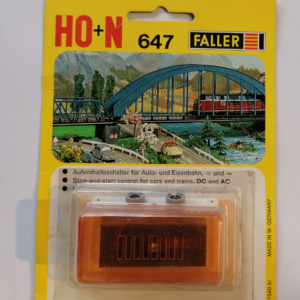 HO+N 647 FALLER
Aufenthaltsschalter für Auto- und Eisenbahn, = und ~
Stop-and-start control for cars and trains, DC and AC
MADE IN W.-GERMANY